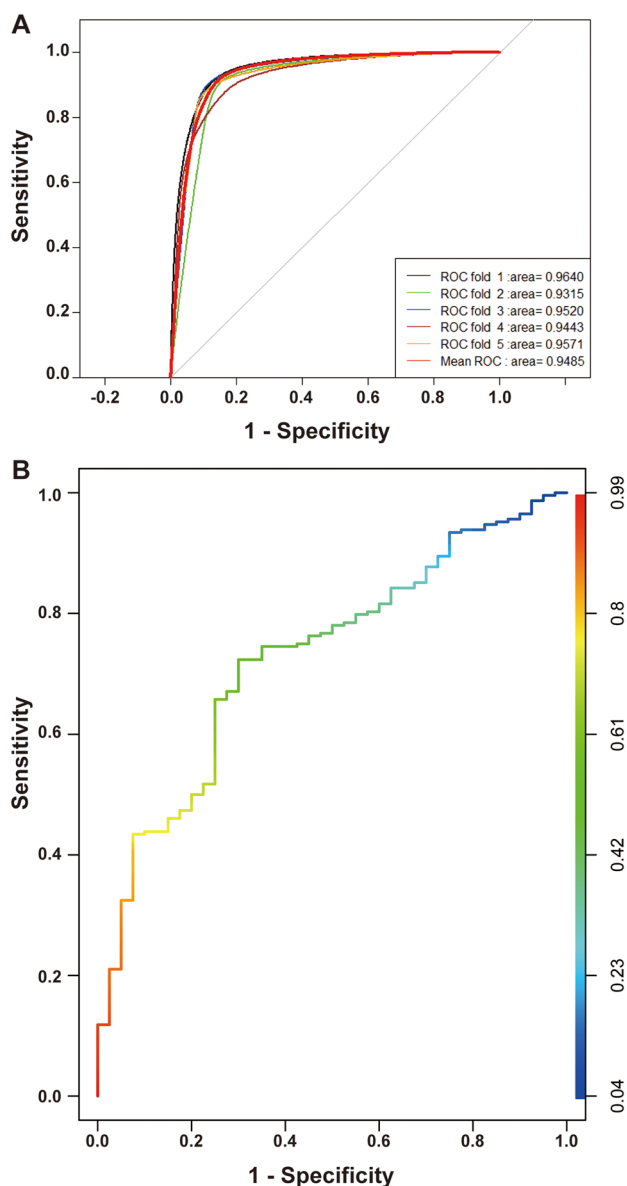 A
1.0
0.8
0.6
0.4
0.2
0.0
Sensitivity
ROC fold 1 :area= 0.9640
ROC fold 2 :area= 0.9315
ROC fold 3 :area= 0.9520
ROC fold 4 :area= 0.9443
ROC fold 5 :area= 0.9571
Mean ROC : area= 0.9485
-0.2 0.0 0.2 0.4 0.6 0.8 1.0 1.2
1 - Specificity
B
1.0
0.8
0.6
0.4
0.2
0.0
Sensitivity
0.99
0.8
0.61
0.42
0.23
0.04
0.0 0.2 0.4 0.6 0.8 1.0
1 - Specificity